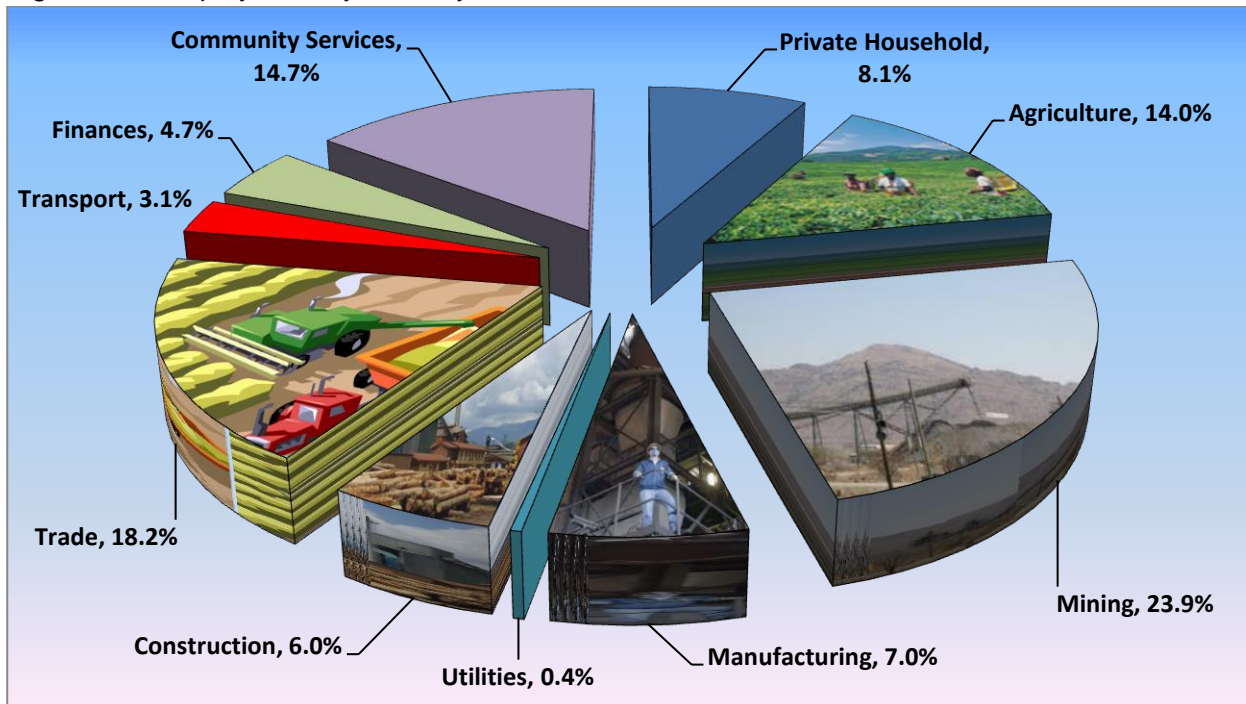 Community Services,
14.7%
Private Household,
8.1%
Agriculture, 14.0%
Finances, 4.7%
Transport, 3.1%
Trade, 18.2%
Mining, 23.9%
Construction, 6.0%
Manufacturing, 7.0%
Utilities, 0.4%